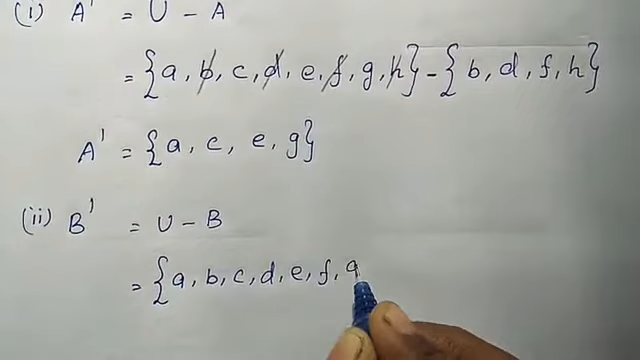 (i) A' = U - A
= {a, b, c, d, e, f, g, h} - {b, d, f, h}
A' = {a, c, e, g}
(ii) B' = U - B
= {a, b, c, d, e, f, g